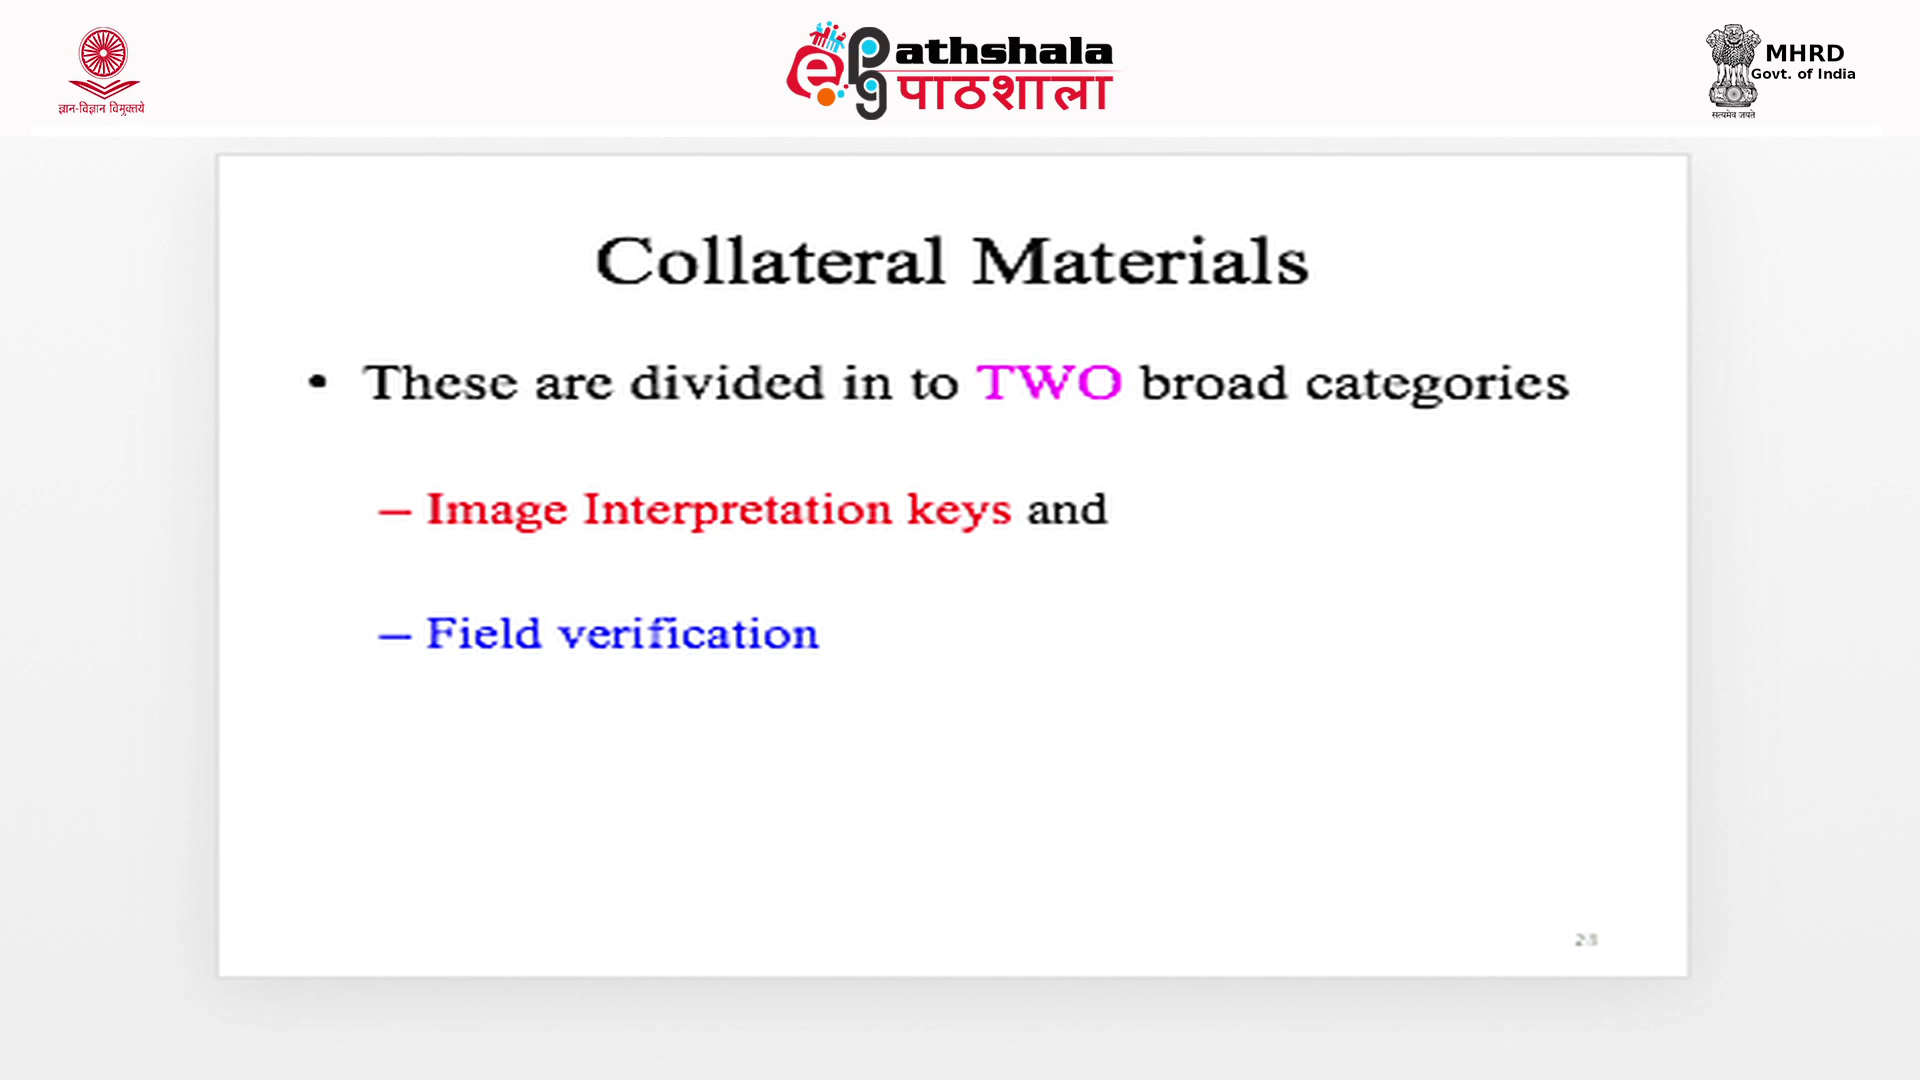 ज्ञान-विज्ञान विमुक्तये
ePathshala
पाठशाला
MHRD
Govt. of India
सत्यमेव जयते
Collateral Materials
• These are divided in to TWO broad categories
– Image Interpretation keys and
– Field verification